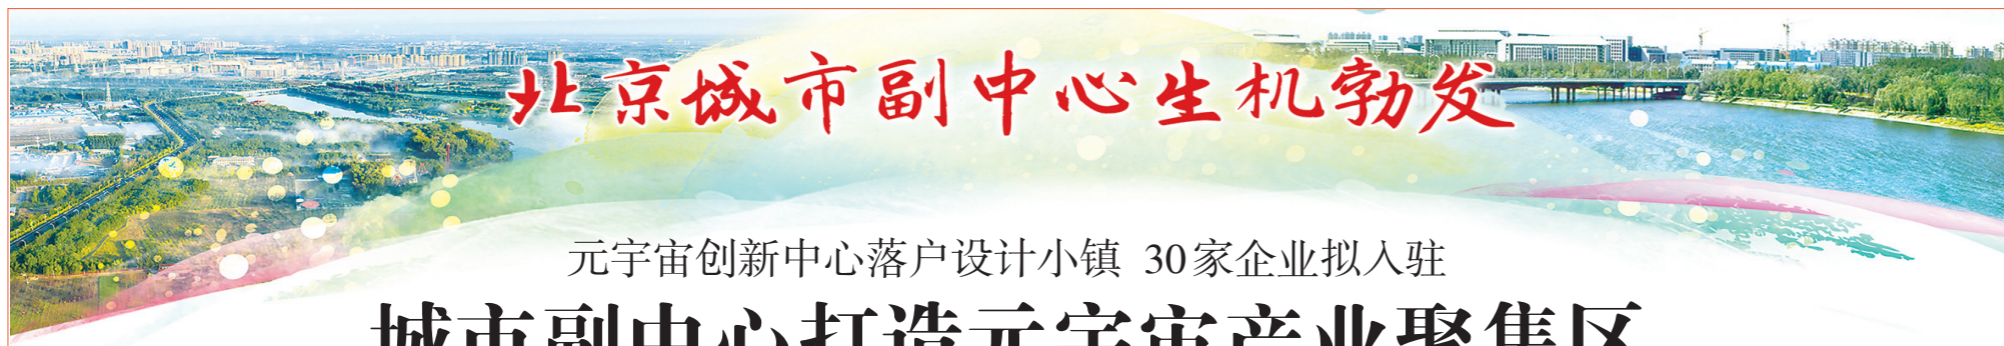 北京城市副中心生机勃发
元宇宙创新中心落户设计小镇 30家企业拟入驻
城市副中心打造元宇宙产业聚集区